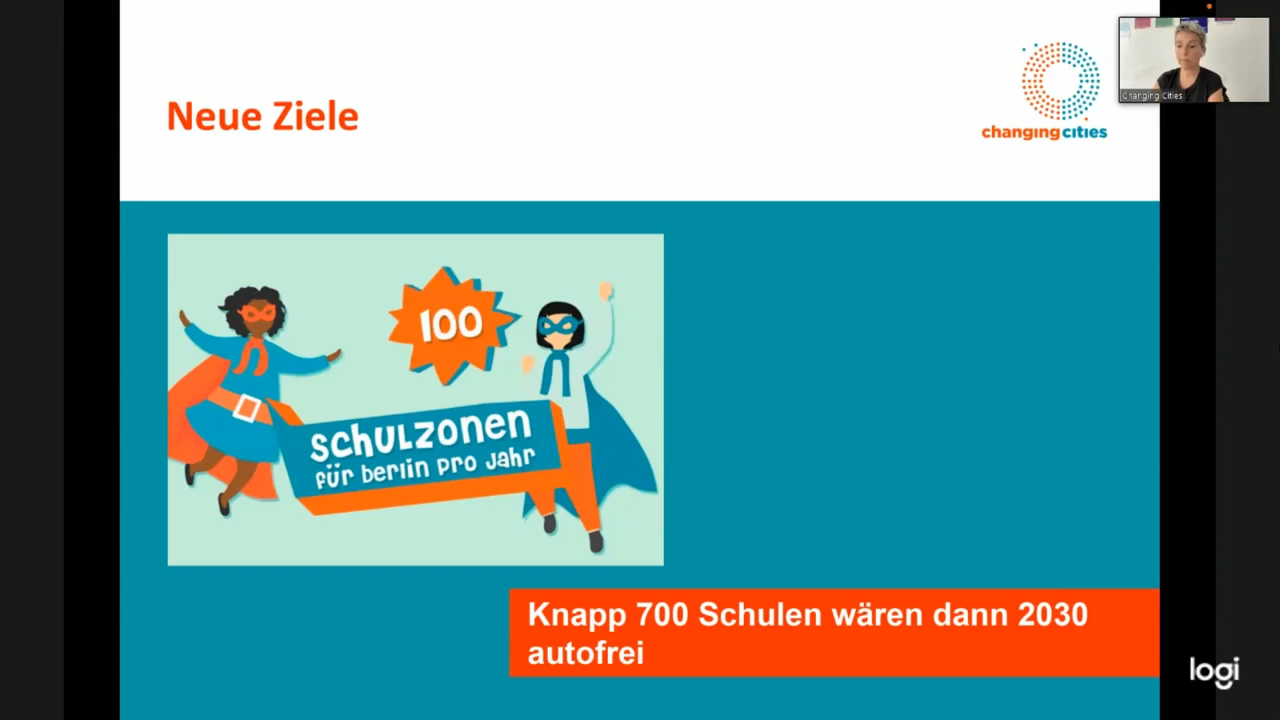 Neue Ziele
changing cities
Changing Cities
100
schulzonen
für berlin pro Jahr
Knapp 700 Schulen wären dann 2030
autofrei
logi